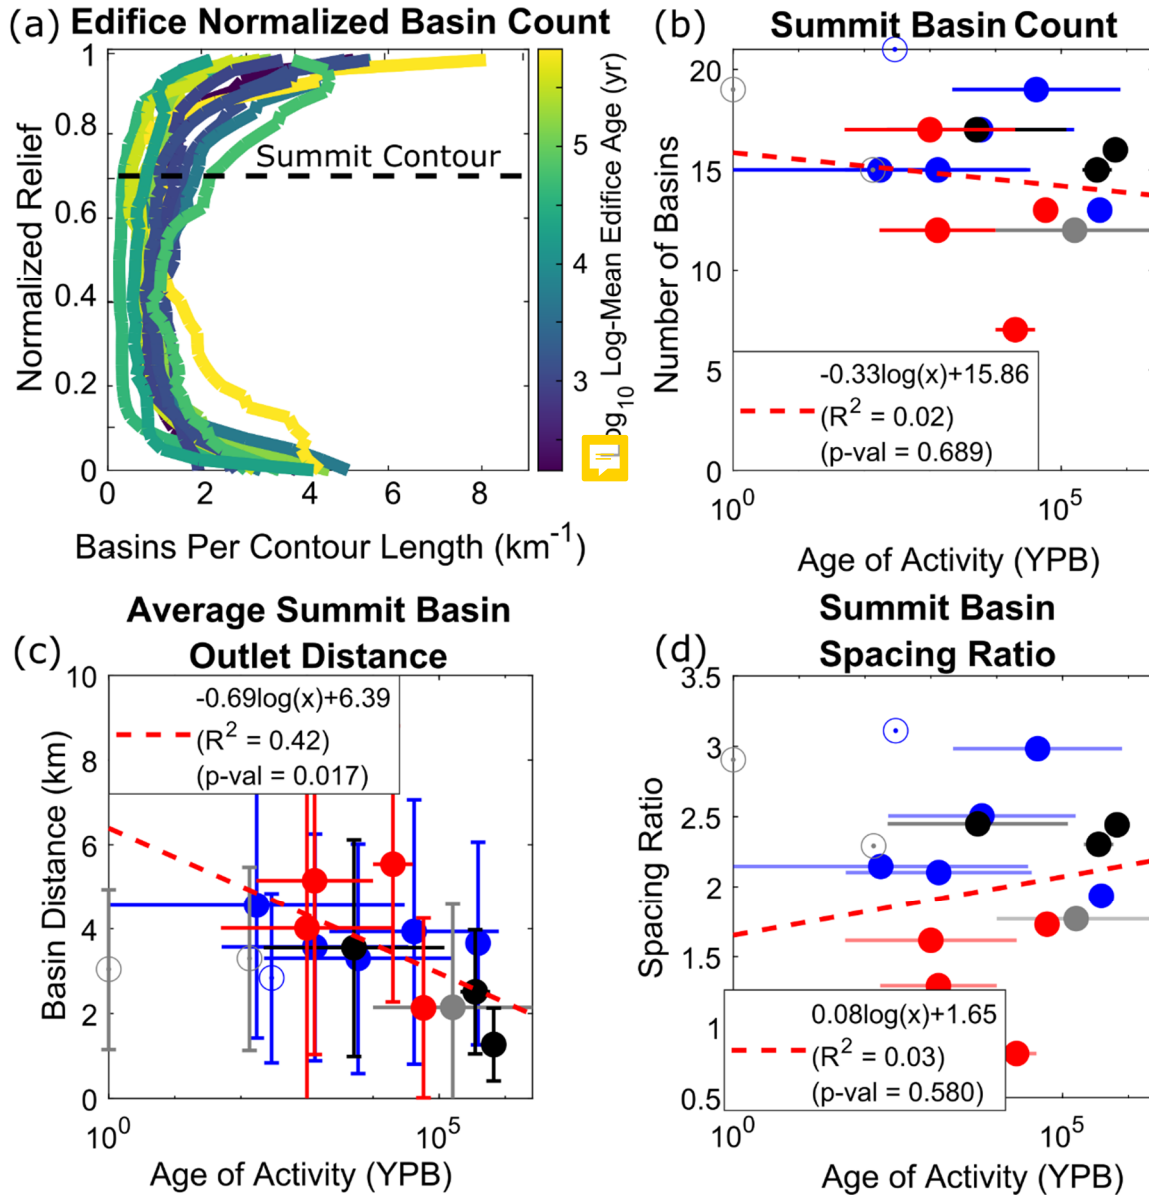 (a) Edifice Normalized Basin Count
1
0.8
0.6
0.4
0.2
0
Normalized Relief
Summit Contour
0 2 4 6 8
Basins Per Contour Length (km-1)
5
4
3
log10 Log-Mean Edifice Age (yr)
(b) Summit Basin Count
20
15
10
5
0
Number of Basins
-0.33log(x)+15.86
(R2 = 0.02)
(p-val = 0.689)
100 105
Age of Activity (YPB)
(c) Average Summit Basin
Outlet Distance
10
8
6
4
2
0
Basin Distance (km)
-0.69log(x)+6.39
(R2 = 0.42)
(p-val = 0.017)
100 105
Age of Activity (YPB)
(d) Summit Basin
Spacing Ratio
3.5
3
2.5
2
1.5
1
0.5
Spacing Ratio
0.08log(x)+1.65
(R2 = 0.03)
(p-val = 0.580)
100 105
Age of Activity (YPB)